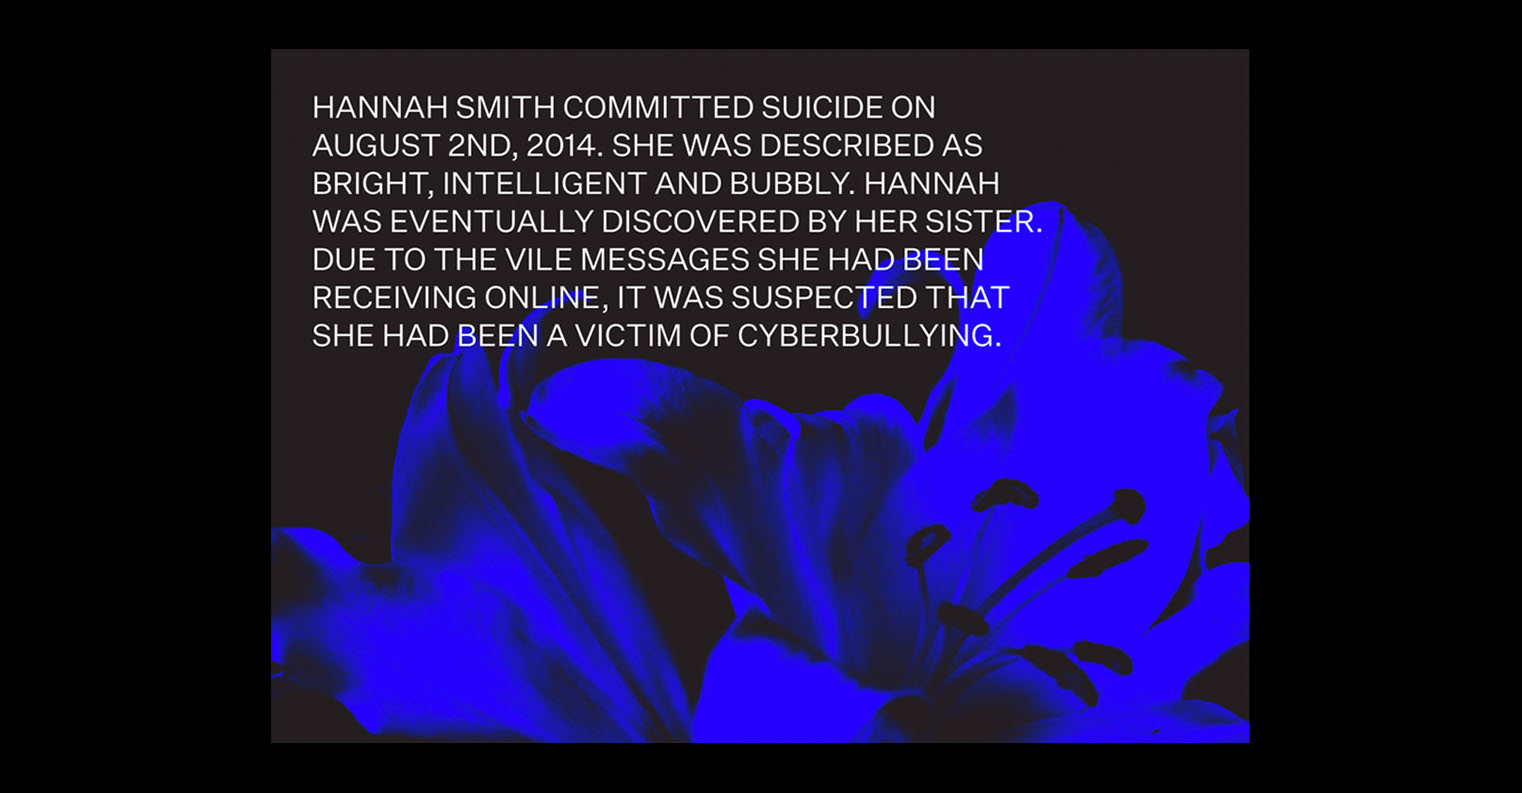 HANNAH SMITH COMMITTED SUICIDE ON
AUGUST 2ND, 2014. SHE WAS DESCRIBED AS
BRIGHT, INTELLIGENT AND BUBBLY. HANNAH
WAS EVENTUALLY DISCOVERED BY HER SISTER.
DUE TO THE VILE MESSAGES SHE HAD BEEN
RECEIVING ONLINE, IT WAS SUSPECTED THAT
SHE HAD BEEN A VICTIM OF CYBERBULLYING.